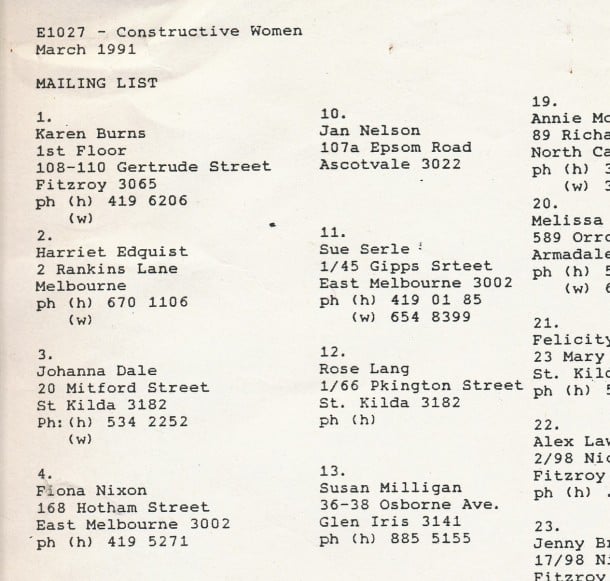 E1027 - Constructive Women
March 1991
MAILING LIST
1.
Karen Burns
1st Floor
108-110 Gertrude Street
Fitzroy 3065
ph (h) 419 6206
(w)
2.
Harriet Edquist
2 Rankins Lane
Melbourne
ph (h) 670 1106
(w)
3.
Johanna Dale
20 Mitford Street
St Kilda 3182
Ph: (h) 534 2252
(w)
4.
Fiona Nixon
168 Hotham Street
East Melbourne 3002
ph (h) 419 5271
10.
Jan Nelson
107a Epsom Road
Ascotvale 3022
11.
Sue Serle
1/45 Gipps Srteet
East Melbourne 3002
ph (h) 419 01 85
(w) 654 8399
12.
Rose Lang
1/66 Pkington Street
St. Kilda 3182
ph (h)
13.
Susan Milligan
36-38 Osborne Ave.
Glen Iris 3141
ph (h) 885 5155
19.
Annie
89
North
ph (h)
(w)
20.
Melissa
589
Armadale
ph (h)
(w)
21.
Felicity
23 Mary
St.
ph (h)
22.
Alex
2/98
Fitzroy
ph (h)
23.
Jenny
17/98
Fitzroy